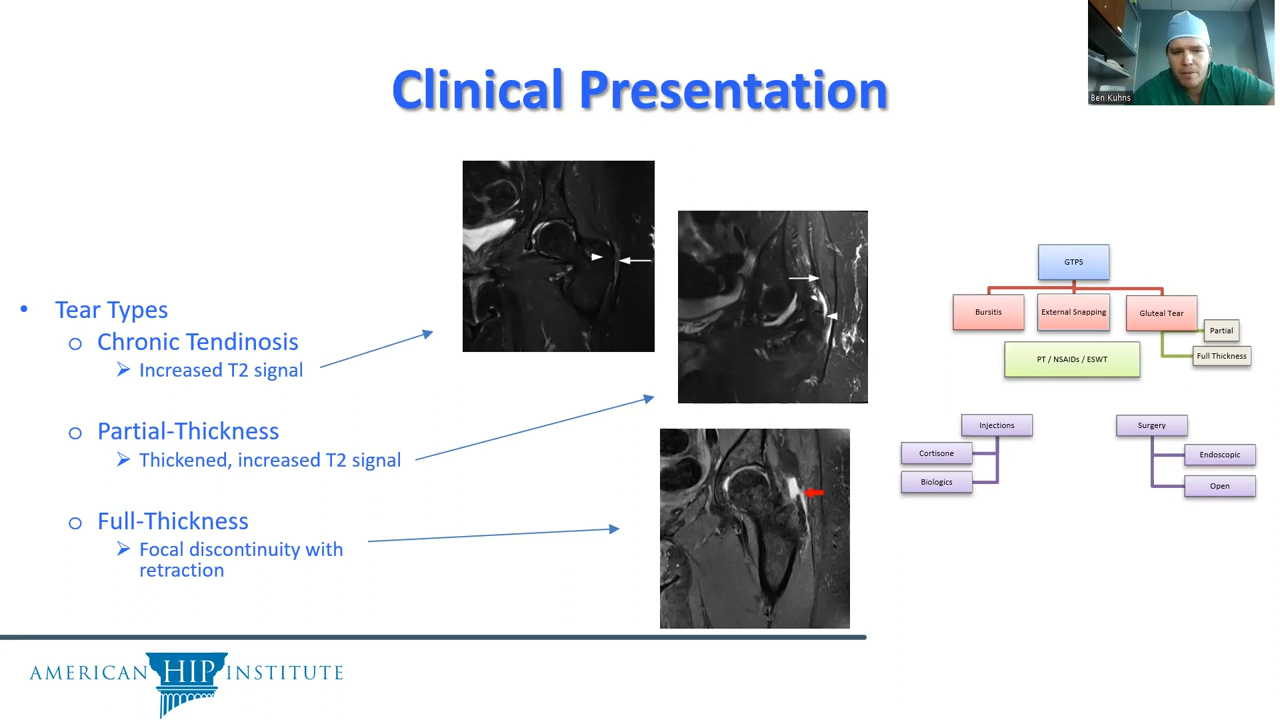 Clinical Presentation
Ben Kuhns
• Tear Types
o Chronic Tendinosis
➢ Increased T2 signal
o Partial-Thickness
➢ Thickened, increased T2 signal
o Full-Thickness
➢ Focal discontinuity with
retraction
GTPS
Bursitis
External Snapping
Gluteal Tear
Partial
Full Thickness
PT / NSAIDs / ESWT
Injections
Cortisone
Biologics
Surgery
Endoscopic
Open
AMERICAN HIP INSTITUTE